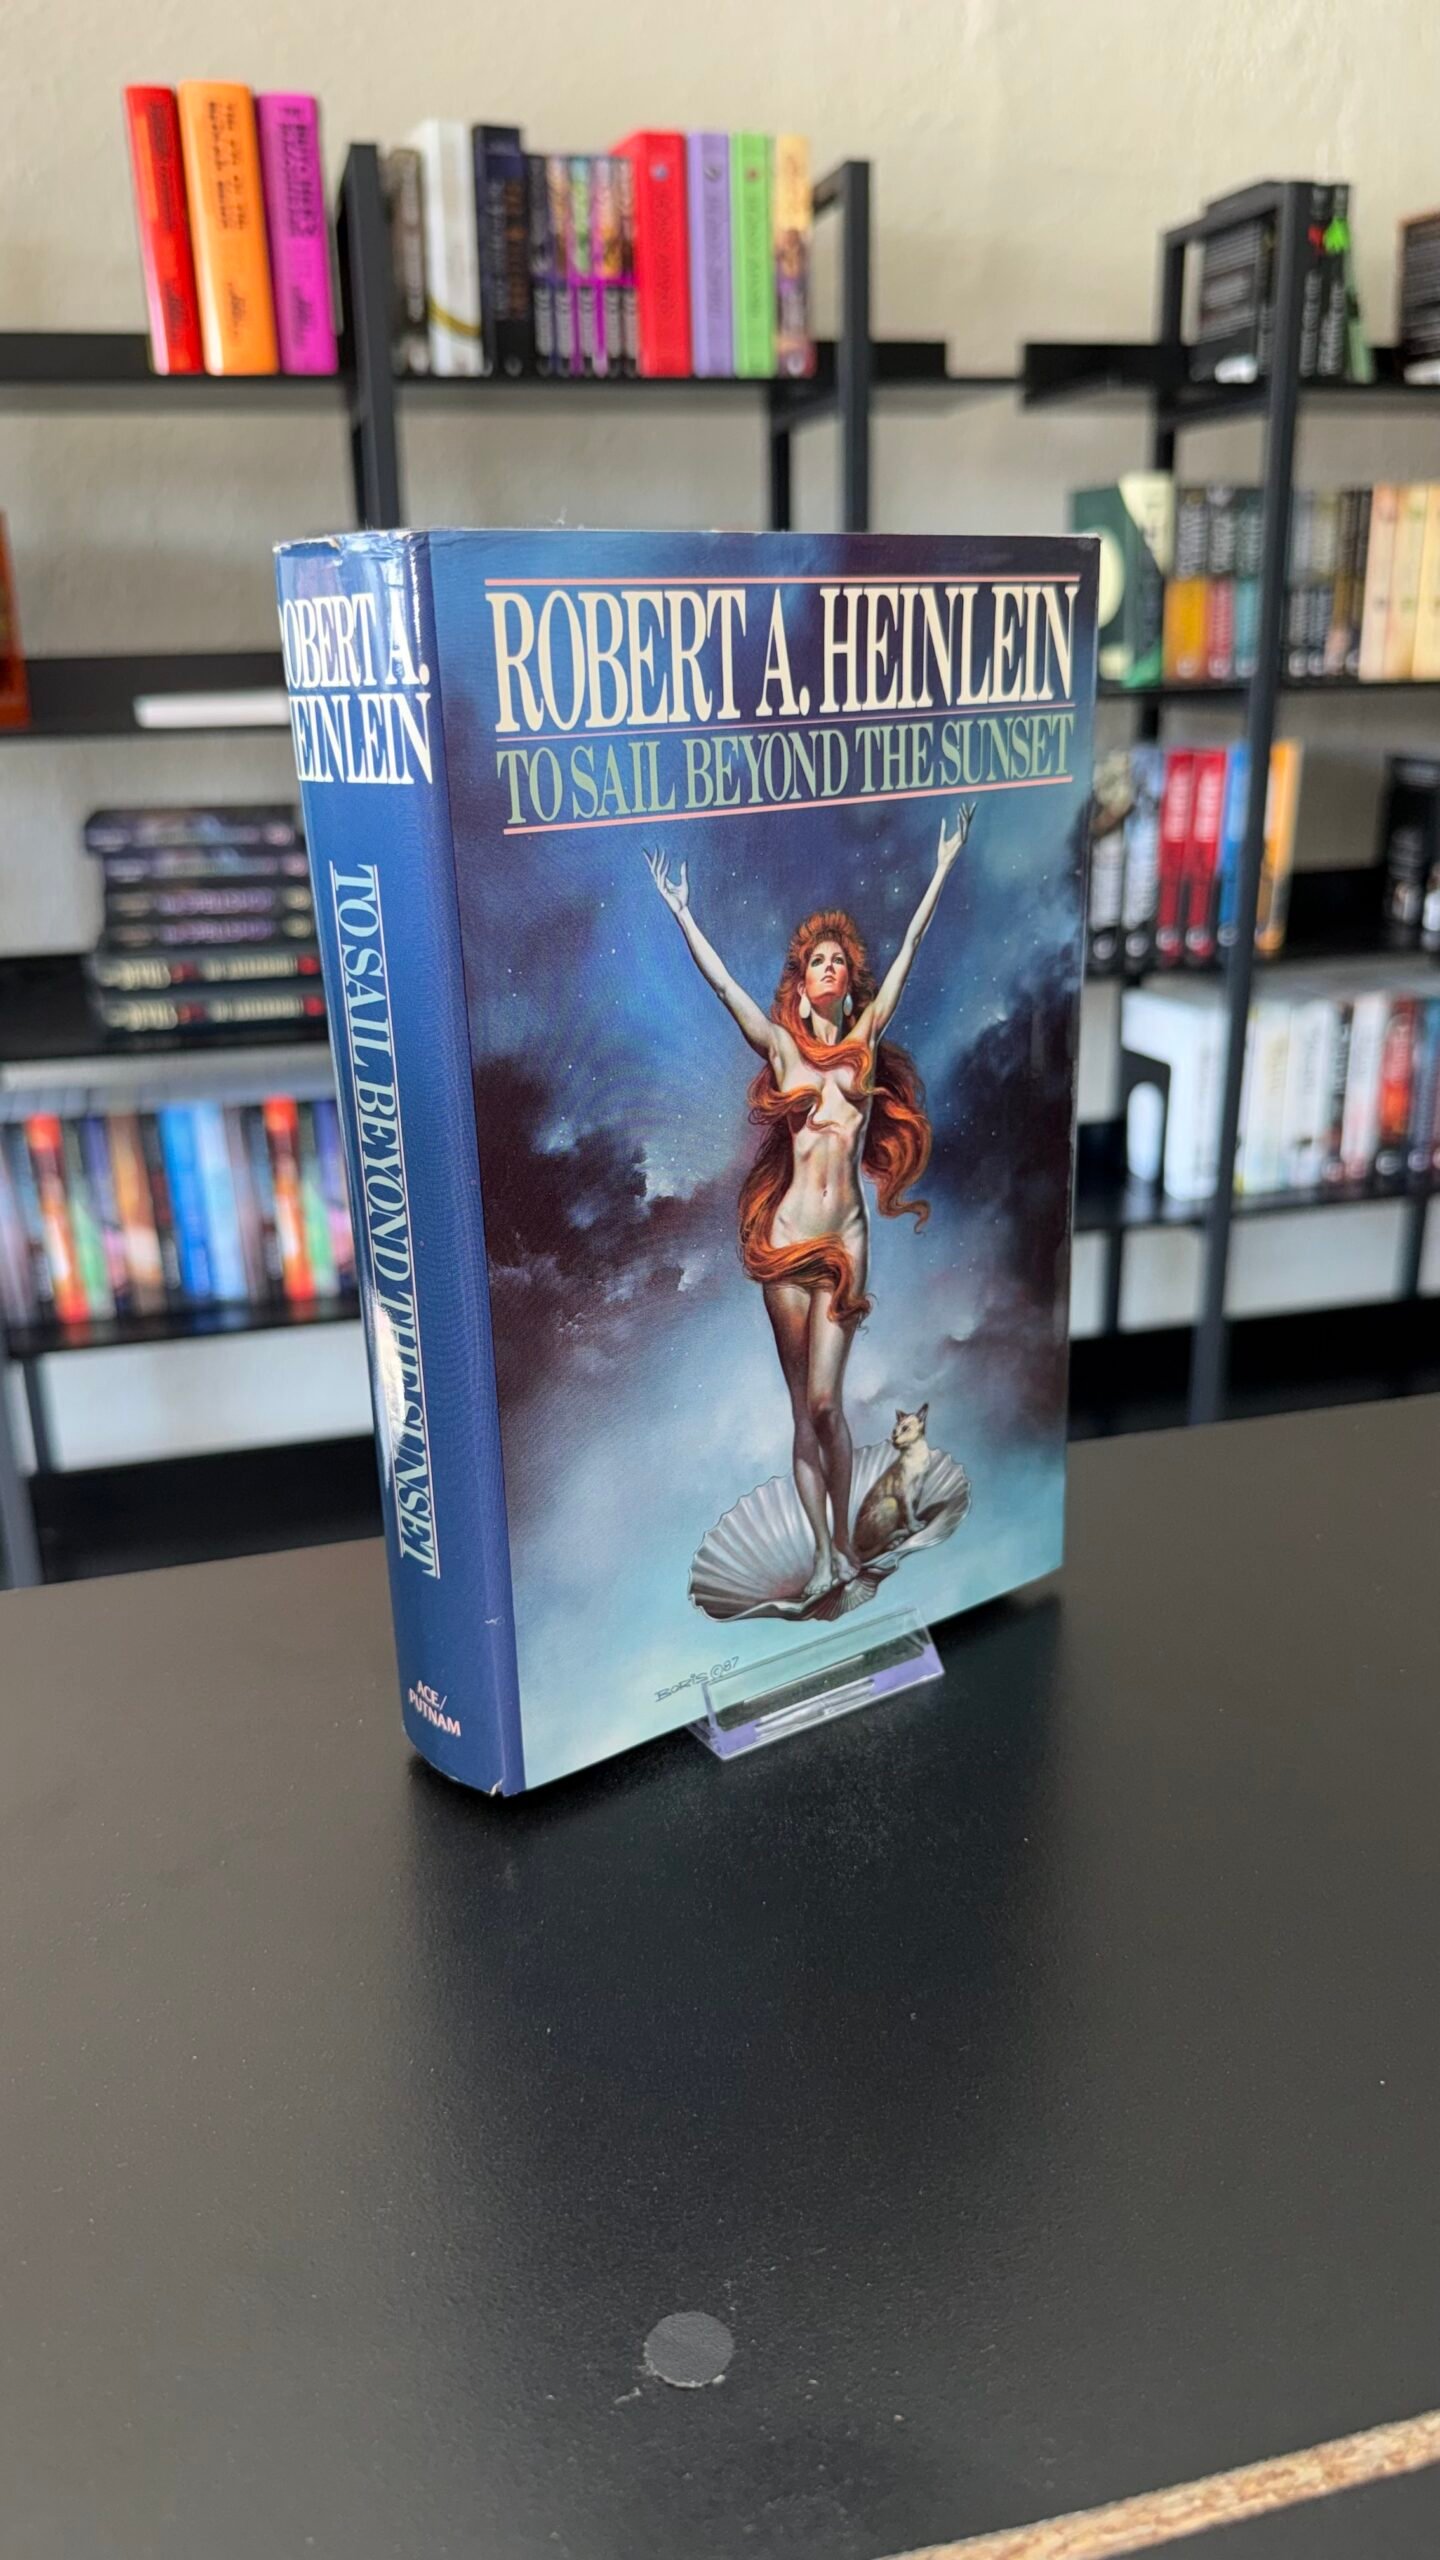 ROBERT A. HEINLEIN
TO SAIL BEYOND THE SUNSET
BORIS ©87
ROBERT A.
HEINLEIN
TO SAIL BEYOND THE SUNSET
ACE/
PUTNAM